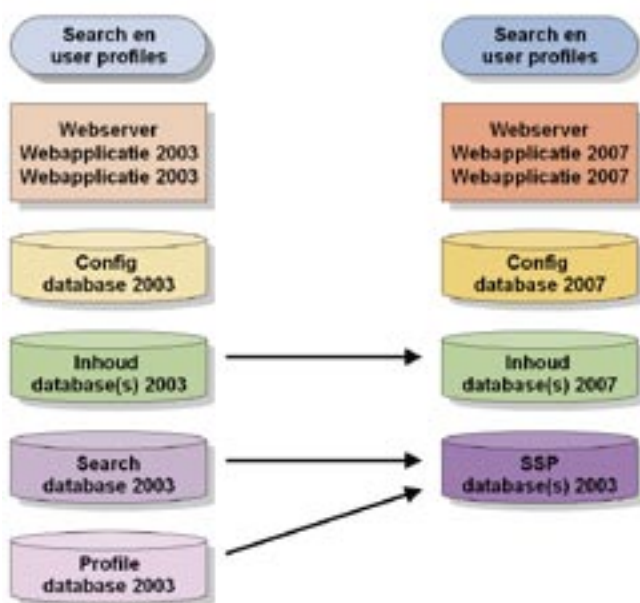 Search en
user profiles
Webserver
Webapplicatie 2003
Webapplicatie 2003
Config
database 2003
Inhoud
database(s) 2003
Search
database 2003
Profile
database 2003
Search en
user profiles
Webserver
Webapplicatie 2007
Webapplicatie 2007
Config
database 2007
Inhoud
database(s) 2007
SSP
database(s) 2003